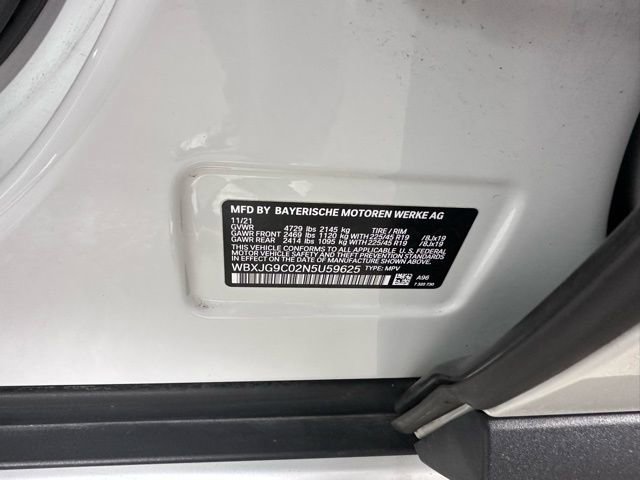 MFD BY BAYERISCHE MOTOREN WERKE AG
11/21
GVWR 4729 lbs 2145 kg TIRE / RIM
GAWR FRONT 2469 lbs 1120 kg WITH 225/45 R19 /8Jx19
GAWR REAR 2414 lbs 1095 kg WITH 225/45 R19 /8Jx19
THIS VEHICLE CONFORMS TO ALL APPLICABLE
FEDERAL MOTOR VEHICLE SAFETY STANDARDS
IN EFFECT ON THE DATE OF MANUFACTURE SHOWN ABOVE.
WBXJG9C02N5U59625 TYPE: MPV
A96
7 320 730